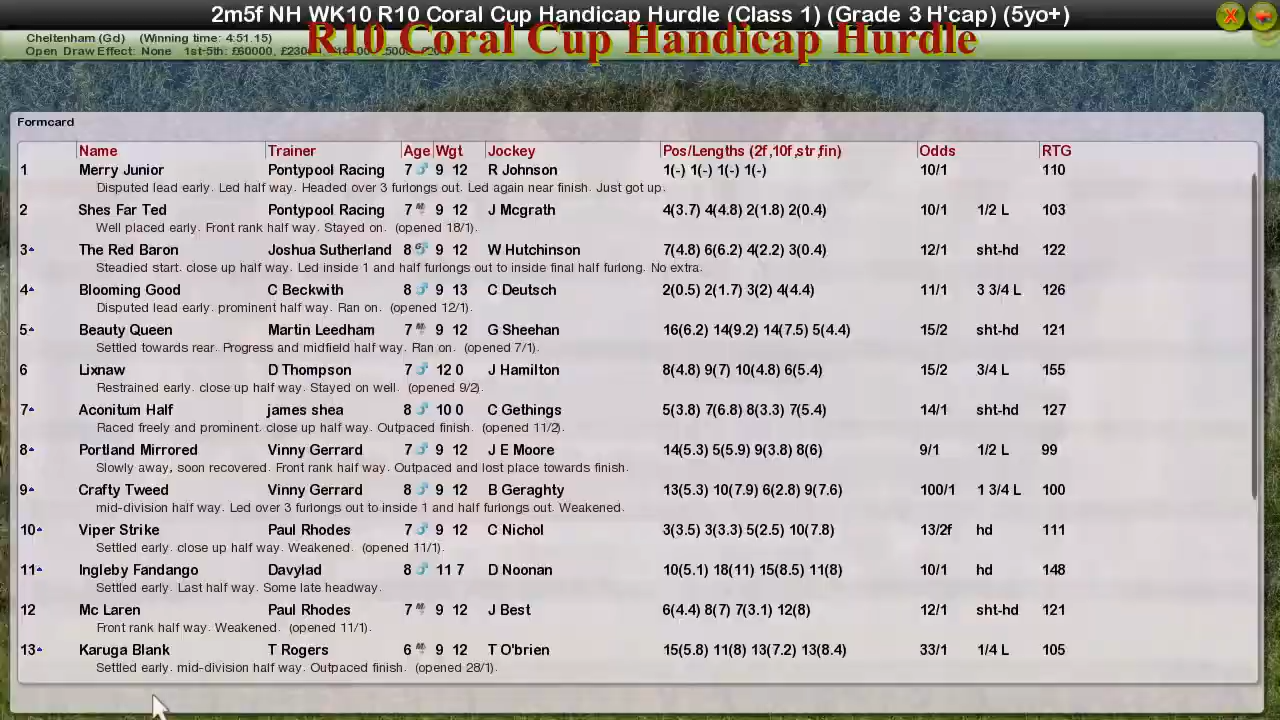 2m5f NH WK10 R10 Coral Cup Handicap Hurdle (Class 1) (Grade 3 H'cap) (5yo+)
R10 Coral Cup Handicap Hurdle
Cheltenham (Gd) (Winning time: 4:51.15)
Open Draw Effect: None 1st-5th: £60000,
Formcard
Name Trainer Age Wgt Jockey Pos/Lengths (2f,10f,str,fin) Odds RTG
1 Merry Junior Pontypool Racing 7 9 12 R Johnson 1(-) 1(-) 1(-) 1(-) 10/1 110
Disputed lead early. Led half way. Headed over 3 furlongs out. Led again near finish. Just got up.
2 Shes Far Ted Pontypool Racing 7 9 12 J Mcgrath 4(3.7) 4(4.8) 2(1.8) 2(0.4) 10/1 1/2 L 103
Well placed early. Front rank half way. Stayed on. (opened 18/1).
3 The Red Baron Joshua Sutherland 8 9 12 W Hutchinson 7(4.8) 6(6.2) 4(2.2) 3(0.4) 12/1 sht-hd 122
Steadied start. close up half way. Led inside 1 and half furlongs out to inside final half furlong. No extra.
4 Blooming Good C Beckwith 8 9 13 C Deutsch 2(0.5) 2(1.7) 3(2) 4(4.4) 11/1 3 3/4 L 126
Disputed lead early. prominent half way. Ran on. (opened 12/1).
5 Beauty Queen Martin Leedham 7 9 12 G Sheehan 16(6.2) 14(9.2) 14(7.5) 5(4.4) 15/2 sht-hd 121
Settled towards rear. Progress and midfield half way. Ran on. (opened 7/1).
6 Lixnaw D Thompson 7 12 0 J Hamilton 8(4.8) 9(7) 10(4.8) 6(5.4) 15/2 3/4 L 155
Restrained early. close up half way. Stayed on well. (opened 9/2).
7 Aconitum Half james shea 8 10 0 C Gethings 5(3.8) 7(6.8) 8(3.3) 7(5.4) 14/1 sht-hd 127
Raced freely and prominent. close up half way. Outpaced finish. (opened 11/2).
8 Portland Mirrored Vinny Gerrard 7 9 12 J E Moore 14(5.3) 5(5.9) 9(3.8) 8(6) 9/1 1/2 L 99
Slowly away, soon recovered. Front rank half way. Outpaced and lost place towards finish.
9 Crafty Tweed Vinny Gerrard 8 9 12 B Geraghty 13(5.3) 10(7.9) 6(2.8) 9(7.6) 100/1 1 3/4 L 100
mid-division half way. Led over 3 furlongs out to inside 1 and half furlongs out. Weakened.
10 Viper Strike Paul Rhodes 7 9 12 C Nichol 3(3.5) 3(3.3) 5(2.5) 10(7.8) 13/2f hd 111
Settled early. close up half way. Weakened. (opened 11/1).
11 Ingleby Fandango Davylad 8 11 7 D Noonan 10(5.1) 18(11) 15(8.5) 11(8) 10/1 hd 148
Settled early. Last half way. Some late headway.
12 Mc Laren Paul Rhodes 7 9 12 J Best 6(4.4) 8(7) 7(3.1) 12(8) 12/1 sht-hd 121
Front rank half way. Weakened. (opened 11/1).
13 Karuga Blank T Rogers 6 9 12 T O'brien 15(5.8) 11(8) 13(7.2) 13(8.4) 33/1 1/4 L 105
Settled early. mid-division half way. Outpaced finish. (opened 28/1).